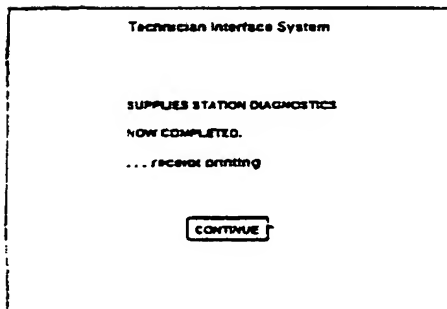 Technician Interface System
SUPPLIES STATION DIAGNOSTICS
NOW COMPLETED.
... receipt printing
CONTINUE